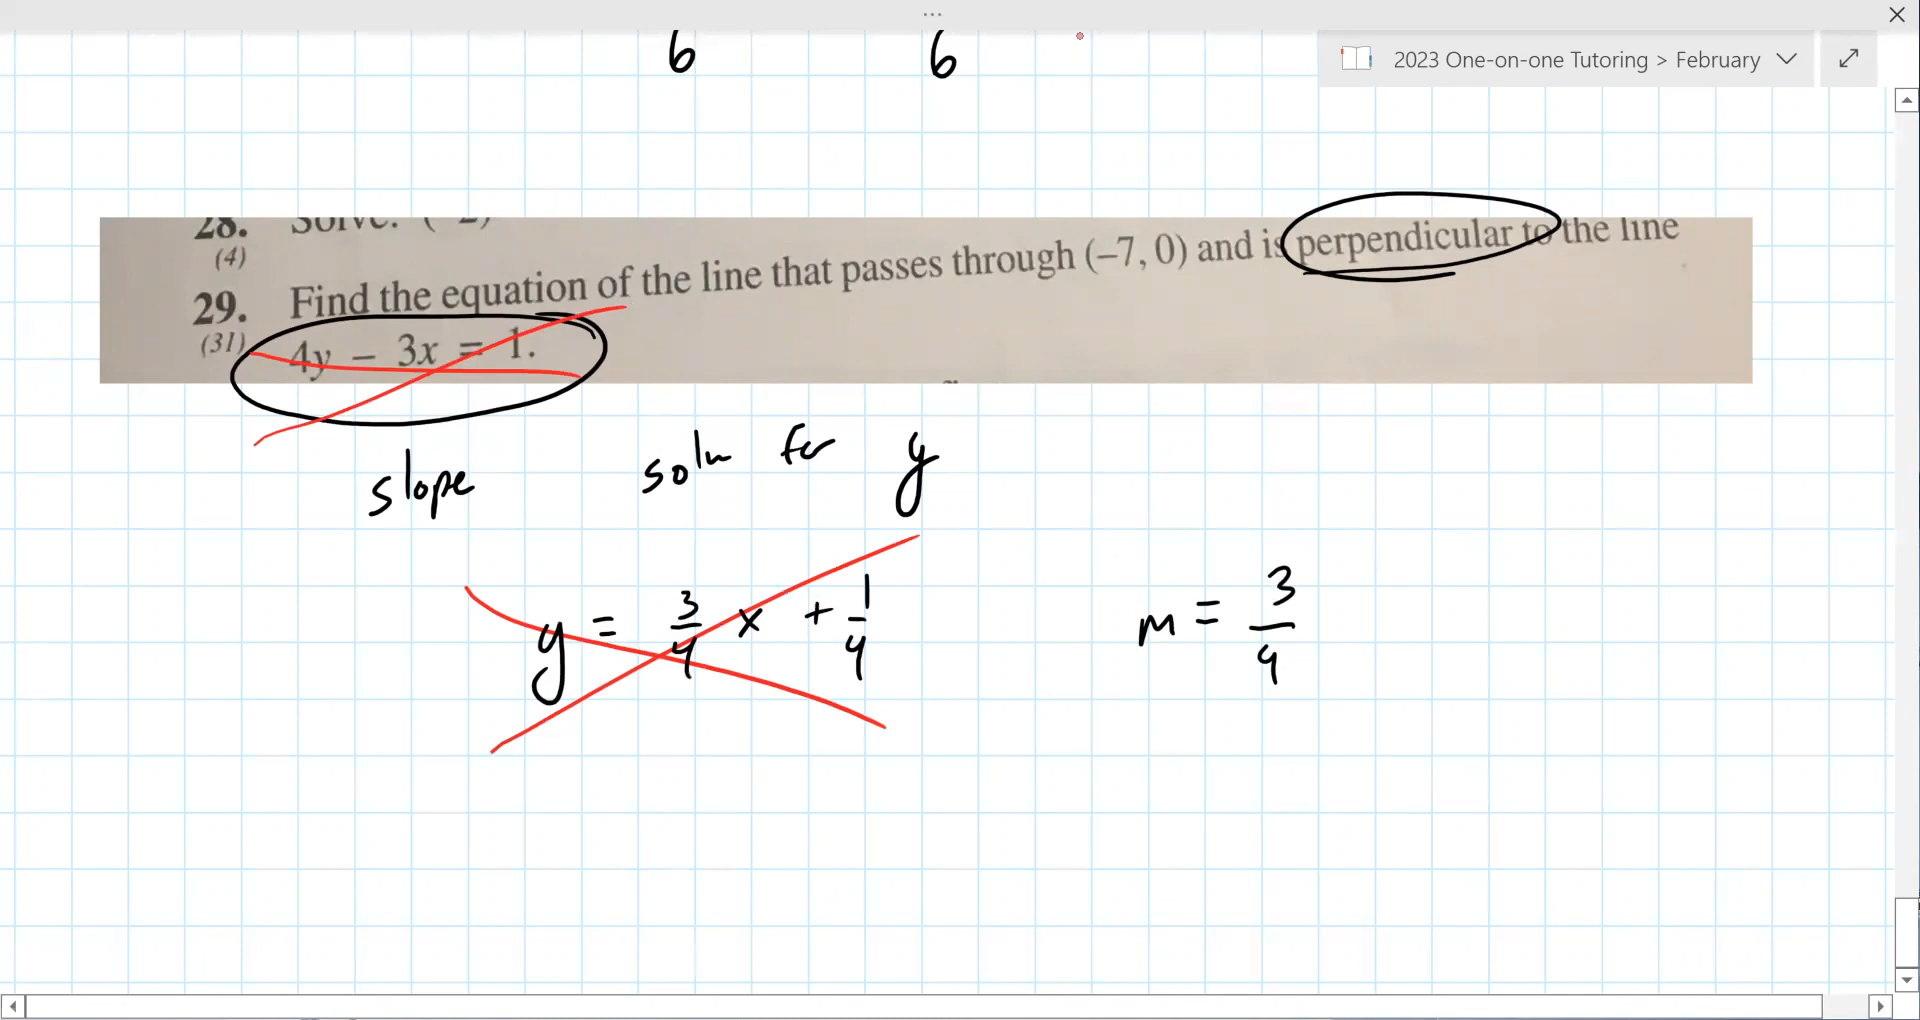 ...
6 6
2023 One-on-one Tutoring > February
28. Solve:
(4)
29. Find the equation of the line that passes through (–7, 0) and is perpendicular to the line
(31) 4y – 3x = 1.
slope solv for y
y = 3/4 x + 1/4 m = 3/4